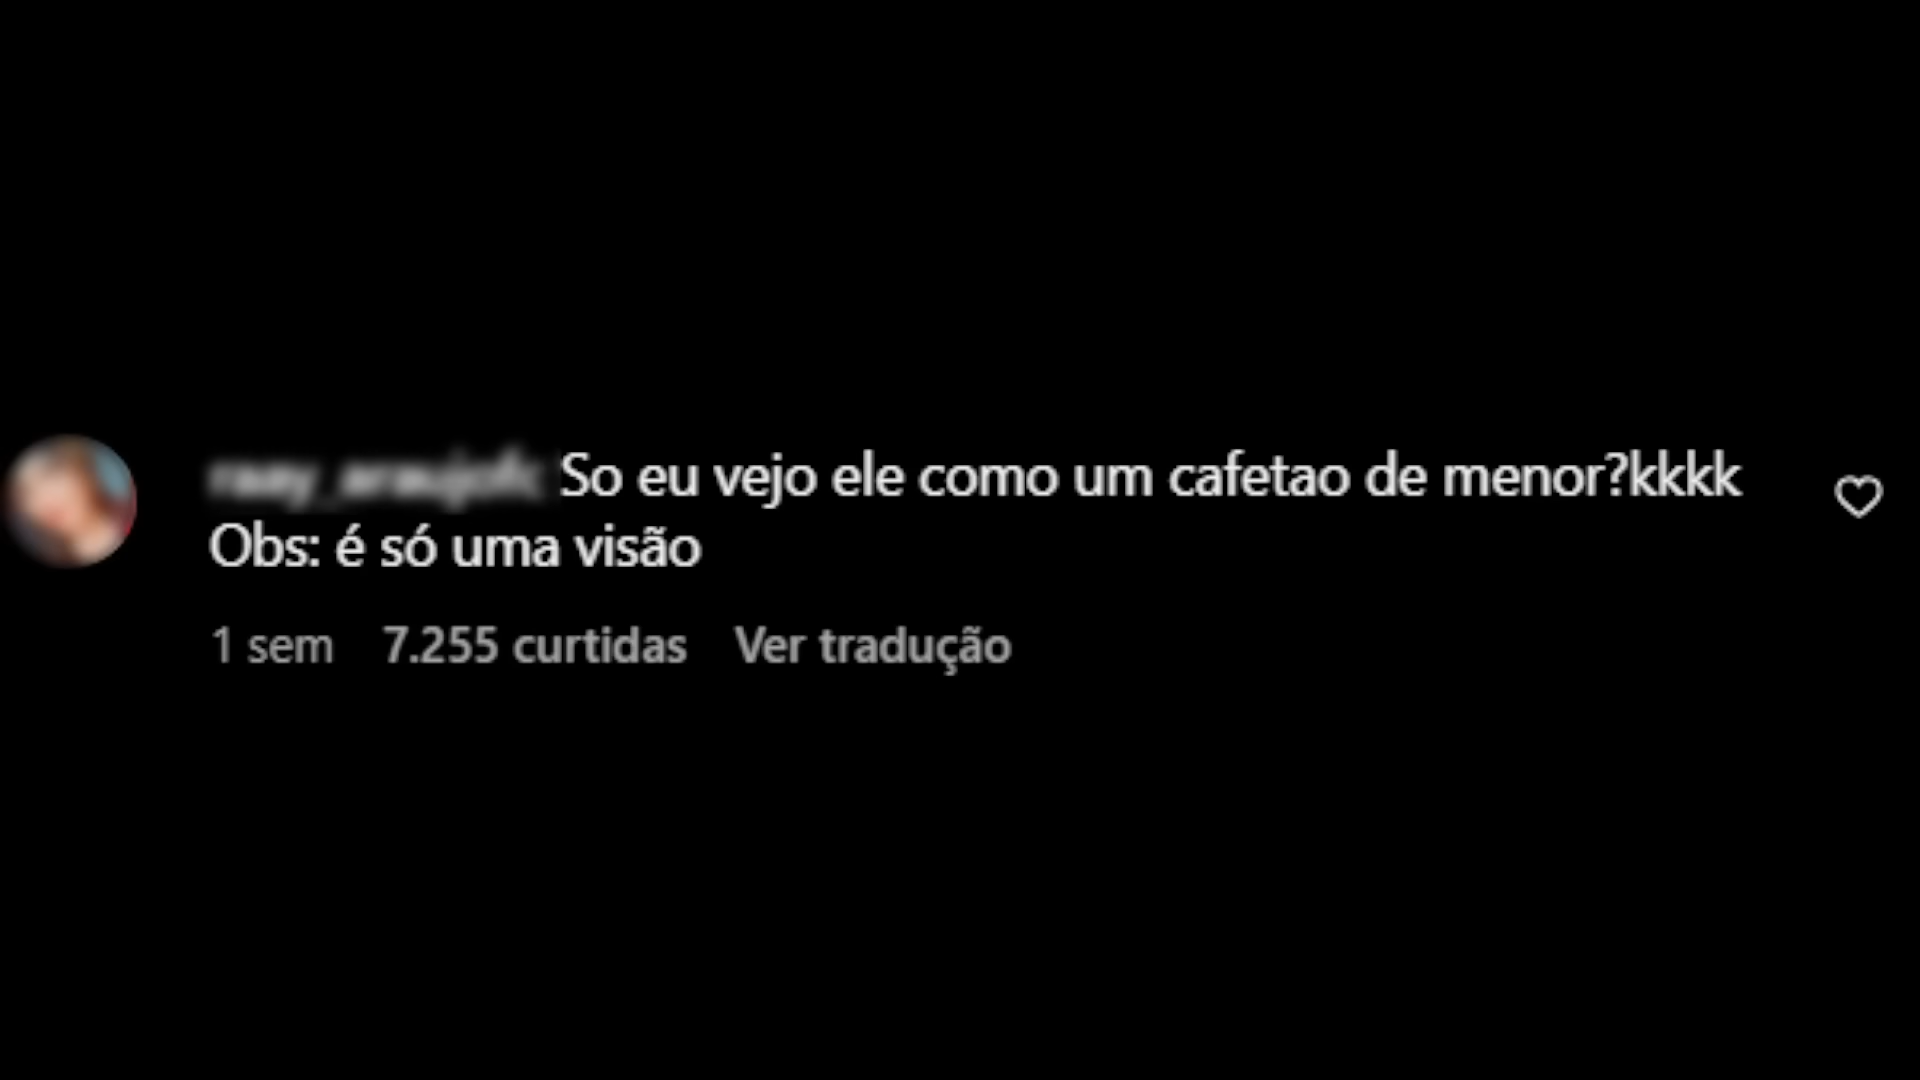 So eu vejo ele como um cafetao de menor?kkkk
Obs: é só uma visão
1 sem 7.255 curtidas Ver tradução